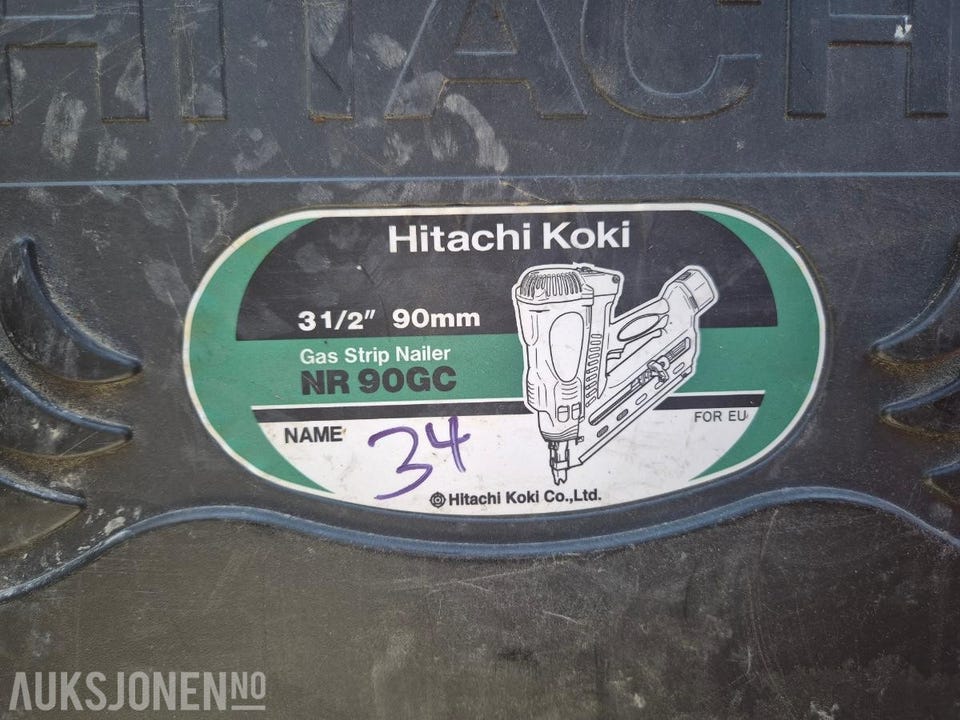 HITACH
Hitachi Koki
3 1/2" 90mm
Gas Strip Nailer
NR 90GC
NAME 34
FOR EU
Hitachi Koki Co.,Ltd.
AUKSJONEN NO